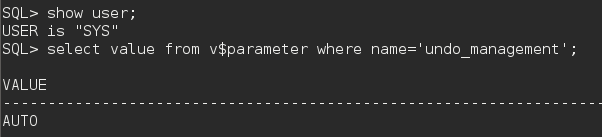 SQL> show user;
USER is "SYS"
SQL> select value from v$parameter where name='undo_management';
VALUE
--------------------------------------------------------------------------------
AUTO